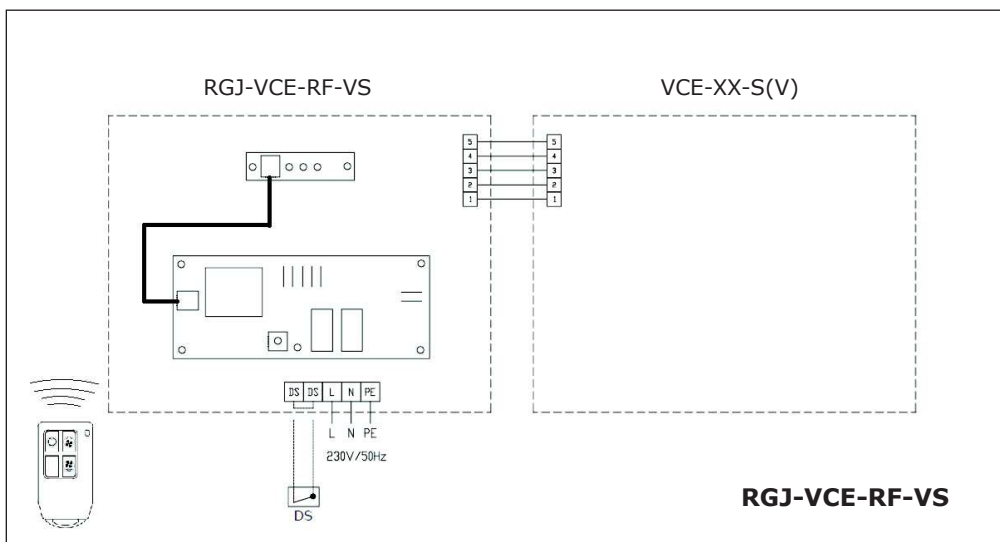 RGJ-VCE-RF-VS
VCE-XX-S(V)
5 5
4 4
3 3
2 2
1 1
DS DS L N PE
L N PE
230V/50Hz
DS
RGJ-VCE-RF-VS